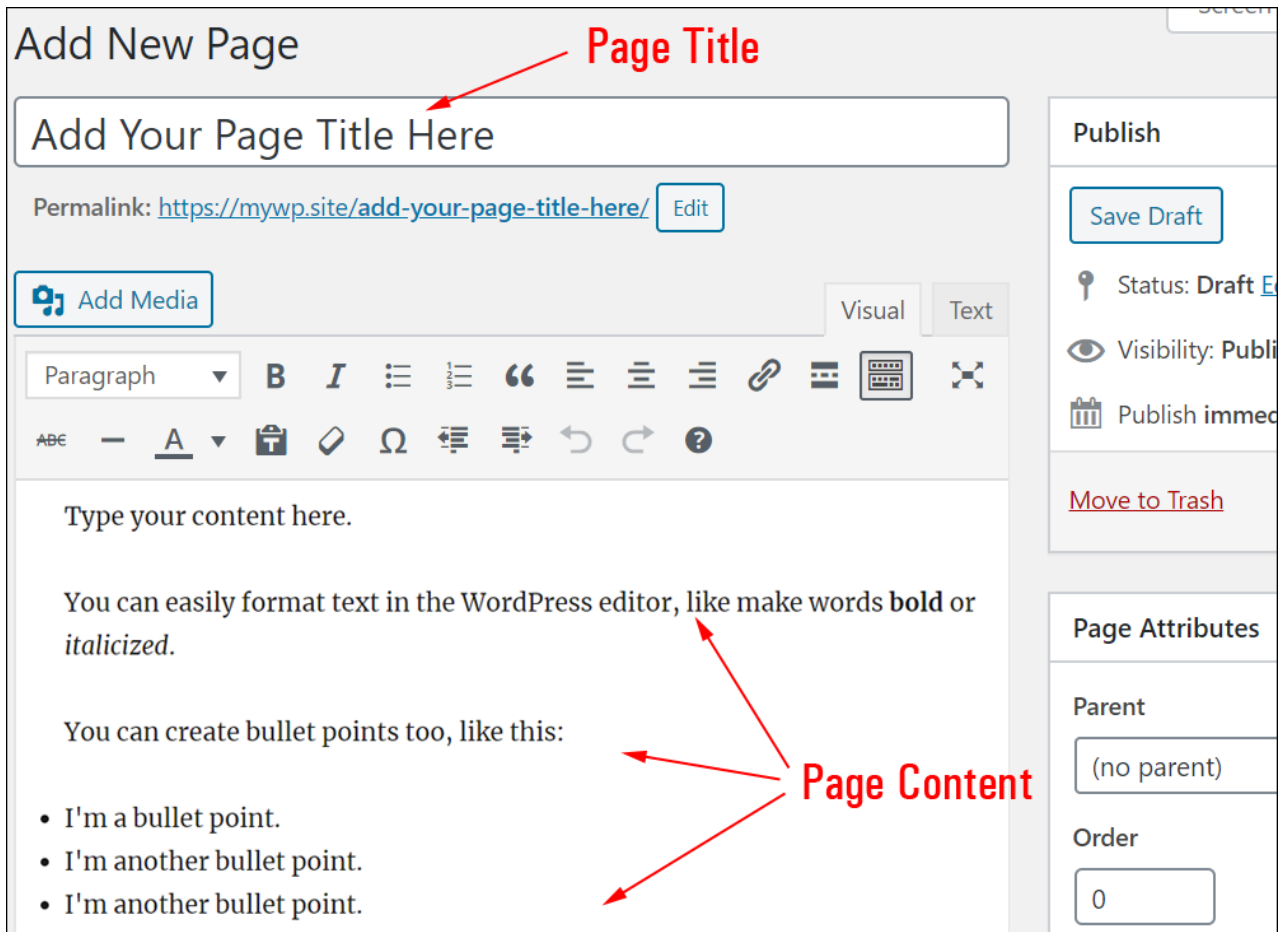 Screen
Add New Page
Page Title
Add Your Page Title Here
Permalink: https://mywp.site/add-your-page-title-here/ Edit
Add Media
Visual Text
Paragraph
B I
ABC A
Type your content here.
You can easily format text in the WordPress editor, like make words bold or
italicized.
You can create bullet points too, like this:
Page Content
• I'm a bullet point.
• I'm another bullet point.
• I'm another bullet point.
Publish
Save Draft
Status: Draft
Visibility:
Publish
Move to Trash
Page Attributes
Parent
(no parent)
Order
0